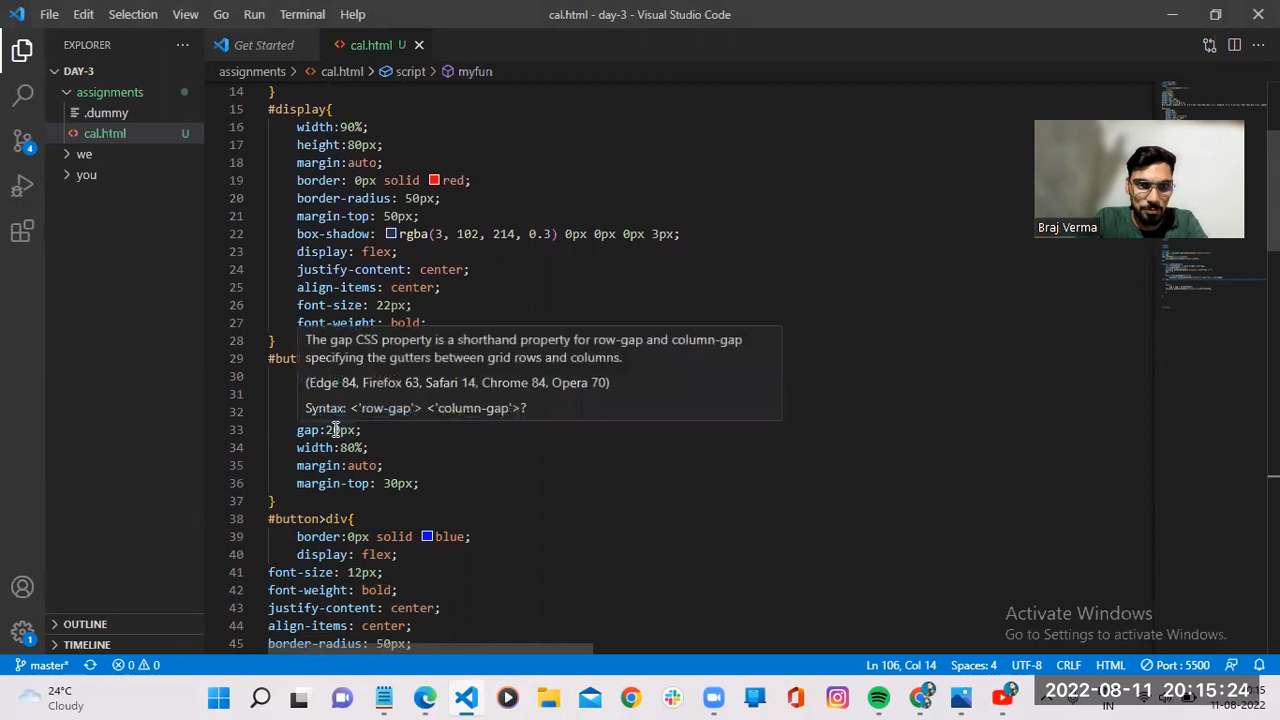 File Edit Selection View Go Run Terminal Help
cal.html - day-3 - Visual Studio Code
EXPLORER
Get Started
cal.html U
DAY-3
assignments
.dummy
cal.html U
we
you
OUTLINE
TIMELINE
4
1
assignments > cal.html > script > myfun
14 }
15 #display{
16 width:90%;
17 height:80px;
18 margin:auto;
19 border: 0px solid red;
20 border-radius: 50px;
21 margin-top: 50px;
22 box-shadow: rgba(3, 102, 214, 0.3) 0px 0px 0px 3px;
23 display: flex;
24 justify-content: center;
25 align-items: center;
26 font-size: 22px;
27 font-weight: bold;
28 }
29 #but
30
31
32
The gap CSS property is a shorthand property for row-gap and column-gap
specifying the gutters between grid rows and columns.
(Edge 84, Firefox 63, Safari 14, Chrome 84, Opera 70)
Syntax: <'row-gap'> <'column-gap'>?
33 gap:20px;
34 width:80%;
35 margin:auto;
36 margin-top: 30px;
37 }
38 #button>div{
39 border:0px solid blue;
40 display: flex;
41 font-size: 12px;
42 font-weight: bold;
43 justify-content: center;
44 align-items: center;
45 border-radius: 50px;
Braj Verma
Activate Windows
Go to Settings to activate Windows.
master* 0 0
Ln 106, Col 14 Spaces: 4 UTF-8 CRLF HTML Port : 5500
24°C
Cloudy
IN
2022-08-11 20:15:24
11-08-2022